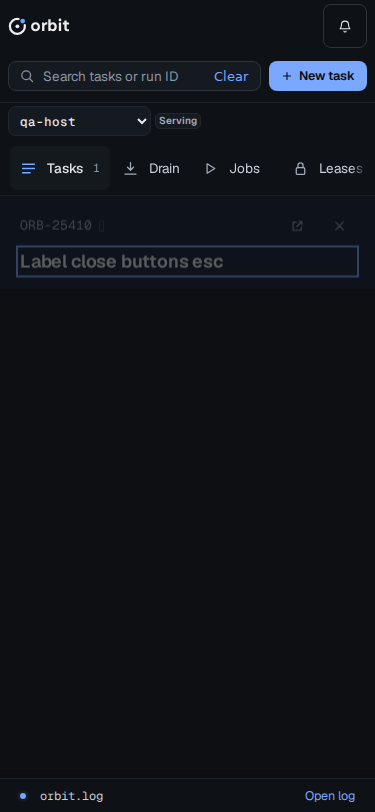 orbit
Search tasks or run ID Clear
+ New task
qa-host Serving
Tasks 1 Drain Jobs Leases
ORB-25410
Label close buttons esc
orbit.log Open log